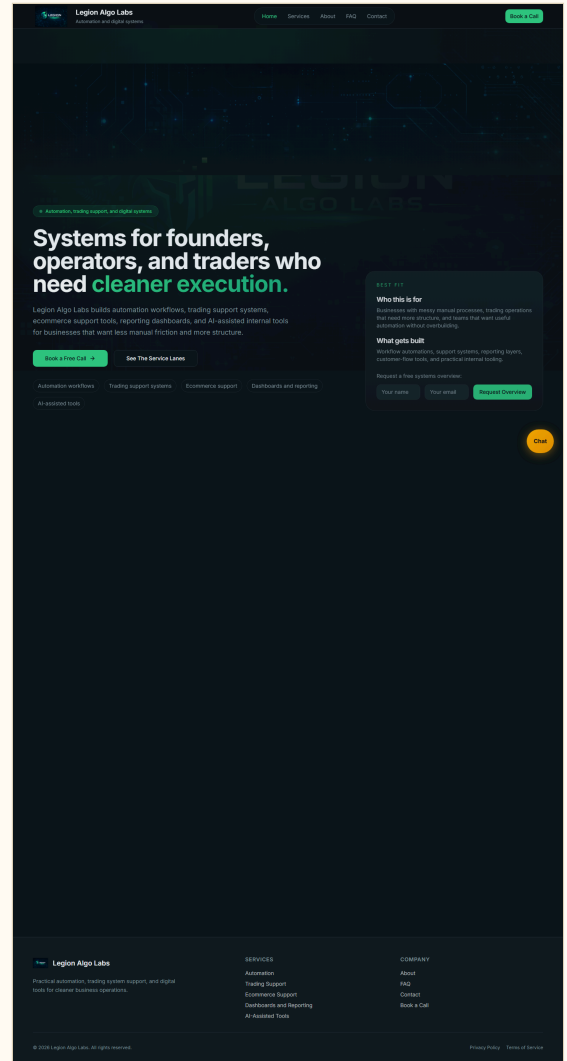 LEGION
Legion Algo Labs
Automation and digital systems
Home
Services
About
FAQ
Contact
Book a Call
LEGION
ALGO LABS
Automation, trading support, and digital systems
Systems for founders,
operators, and traders who
need cleaner execution.
Legion Algo Labs builds automation workflows, trading support systems,
ecommerce support tools, reporting dashboards, and AI-assisted internal tools
for businesses that want less manual friction and more structure.
Book a Free Call →
See The Service Lanes
Automation workflows
Trading support systems
Ecommerce support
Dashboards and reporting
AI-assisted tools
BEST FIT
Who this is for
Businesses with messy manual processes, trading operations
that need more structure, and teams that want useful
automation without overbuilding.
What gets built
Workflow automations, support systems, reporting layers,
customer-flow tools, and practical internal tooling.
Request a free systems overview:
Your name
Your email
Request Overview
Chat
Legion Algo Labs
Practical automation, trading system support, and digital
tools for cleaner business operations.
SERVICES
Automation
Trading Support
Ecommerce Support
Dashboards and Reporting
AI-Assisted Tools
COMPANY
About
FAQ
Contact
Book a Call
© 2026 Legion Algo Labs. All rights reserved.
Privacy Policy
Terms of Service